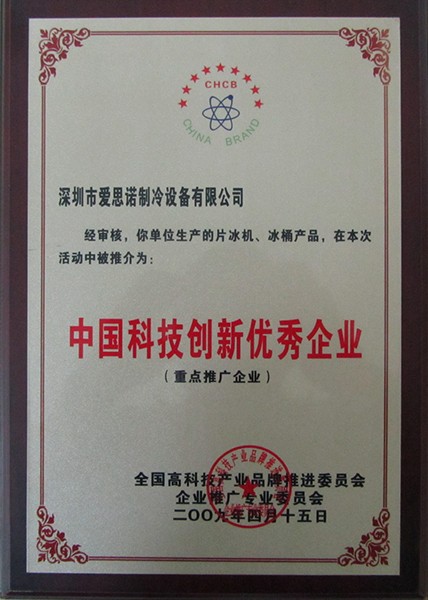 CHCB
CHINA BRAND
深圳市爱思诺制冷设备有限公司
经审核，你单位生产的片冰机、冰桶产品，在本次
活动中被推介为：
中国科技创新优秀企业
（重点推广企业）
全国高科技产业品牌推进委员会
企业推广专业委员会
二〇〇九年四月十五日